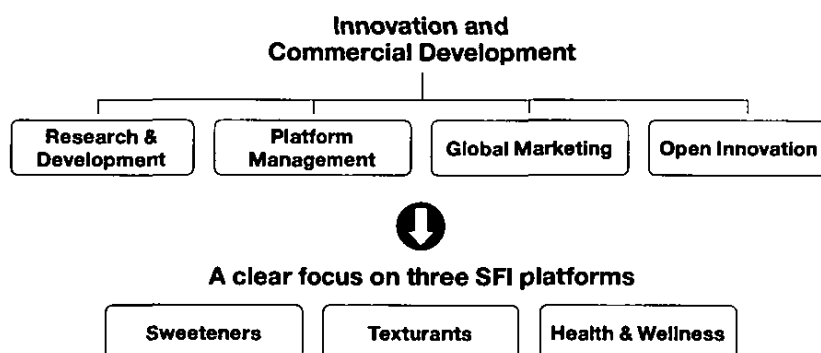 Innovation and
Commercial Development
Research &
Development
Platform
Management
Global Marketing
Open Innovation
A clear focus on three SFI platforms
Sweeteners
Texturants
Health & Wellness